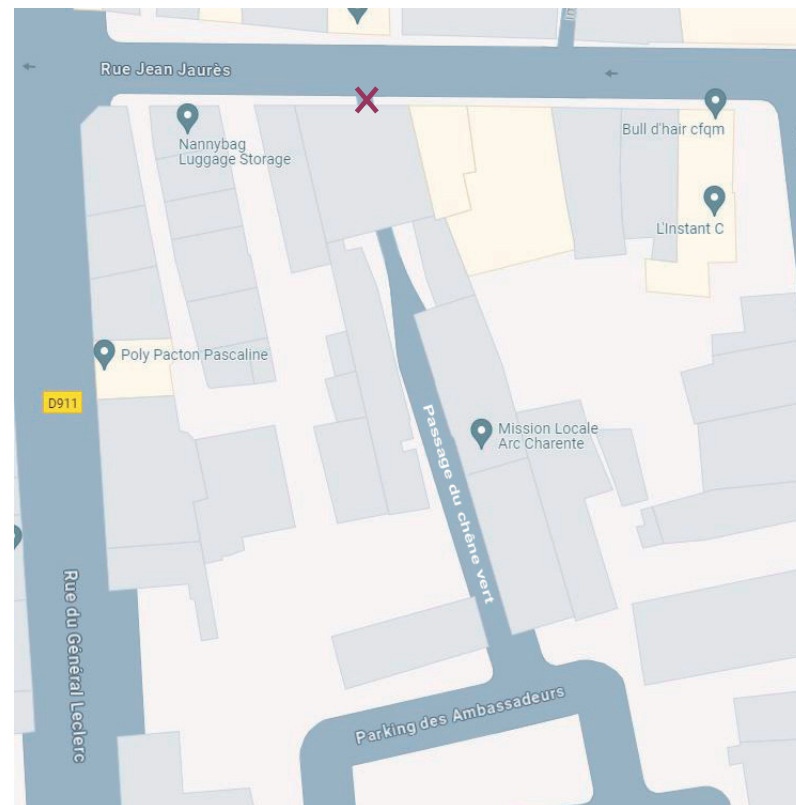 Rue Jean Jaurès
Nannybag
Luggage Storage
Bull d'hair cfqm
L'Instant C
Poly Pacton Pascaline
D911
Passage du chêne vert
Mission Locale
Arc Charente
Rue du Général Leclerc
Parking des Ambassadeurs